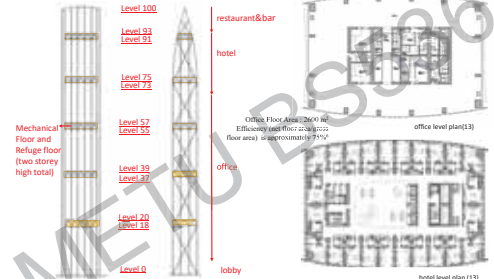 Level 100
Level 93
Level 91
Level 75
Level 73
Level 57
Level 55
Level 39
Level 37
Level 20
Level 18
Level 0
Mechanical
Floor and
Refuge floor
(two storey
high total)
restaurant&bar
hotel
office
lobby
Office Floor Area : 2600 m²
Efficiency (net floor area/gross
floor area) is approximately 75%
office level plan(13)
hotel level plan (13)
METU BS536